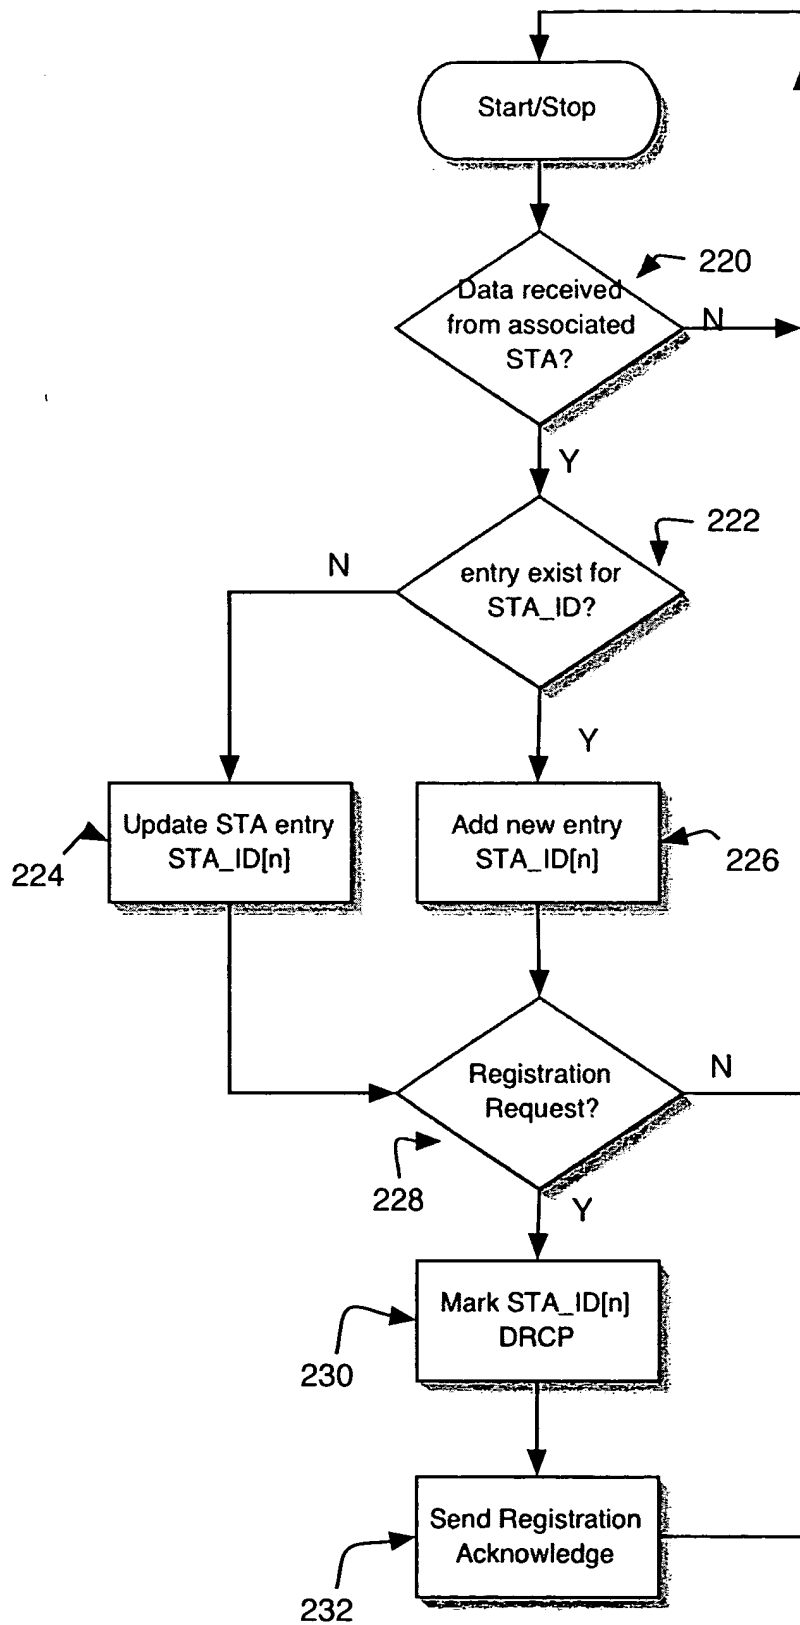 Start/Stop
220
Data received
from associated
STA?
N
Y
222
entry exist for
STA_ID?
N
Y
Update STA entry
STA_ID[n]
224
Add new entry
STA_ID[n]
226
Registration
Request?
N
228
Y
Mark STA_ID[n]
DRCP
230
Send Registration
Acknowledge
232